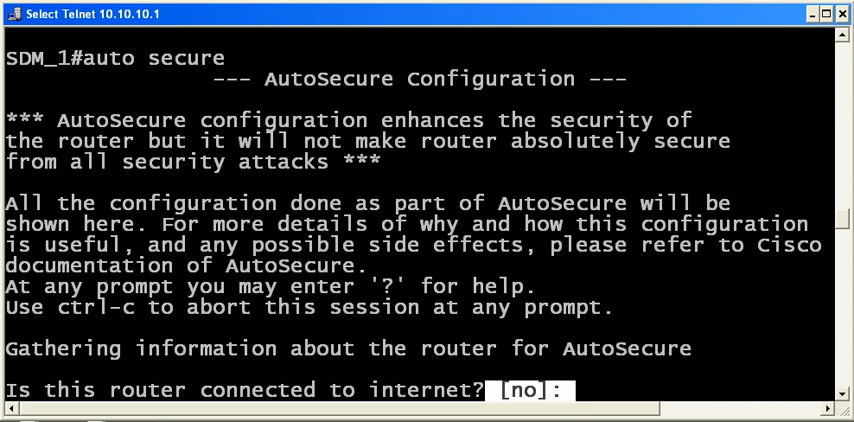 Select Telnet 10.10.10.1
SDM_1#auto secure
--- AutoSecure Configuration ---
*** AutoSecure configuration enhances the security of
the router but it will not make router absolutely secure
from all security attacks ***
All the configuration done as part of AutoSecure will be
shown here. For more details of why and how this configuration
is useful, and any possible side effects, please refer to Cisco
documentation of AutoSecure.
At any prompt you may enter '?' for help.
Use ctrl-c to abort this session at any prompt.
Gathering information about the router for AutoSecure
Is this router connected to internet? [no]: